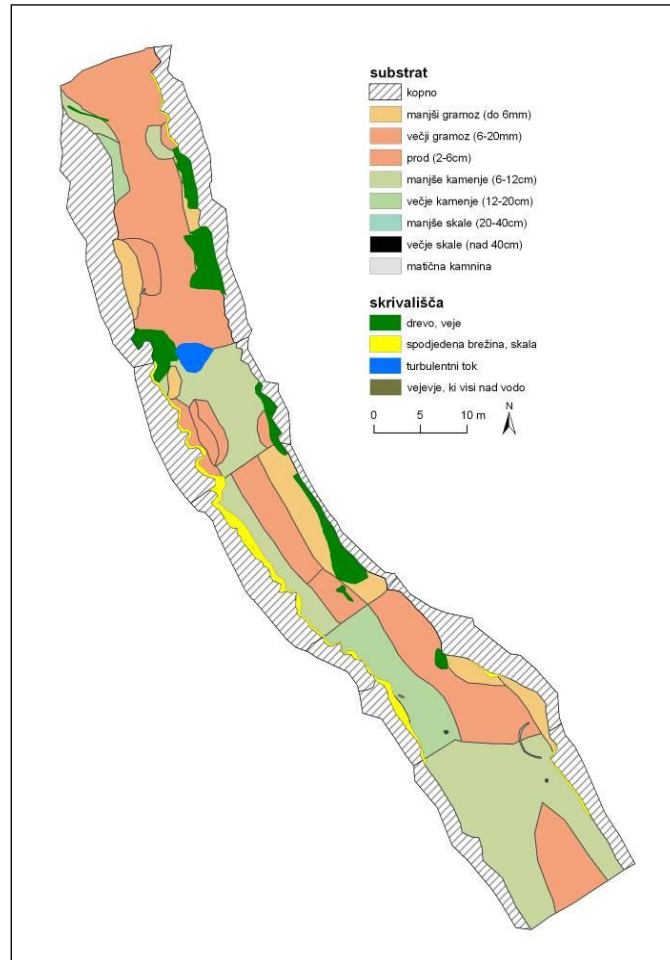 substrat
kopno
manjši gramoz (do 6mm)
večji gramoz (6-20mm)
prod (2-6cm)
manjše kamenje (6-12cm)
večje kamenje (12-20cm)
manjše skale (20-40cm)
večje skale (nad 40cm)
matična kamnina
skrivališča
drevo, veje
spodjedena brežina, skala
turbulentni tok
vejevje, ki visi nad vodo
0 5 10 m
N